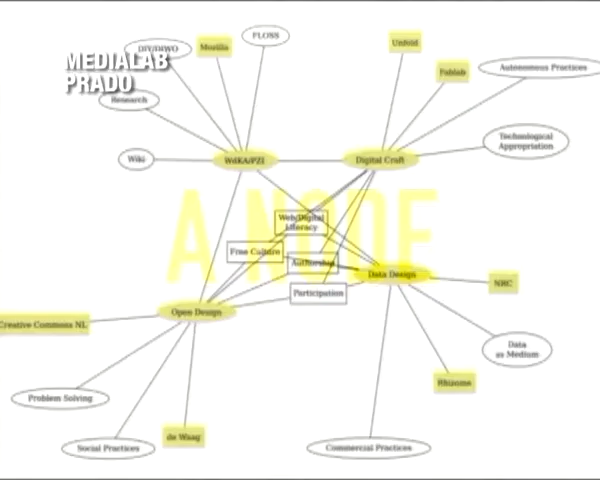 MEDIALAB
PRADO
DIY/DIWO
Mozilla
FLOSS
Unfold
Fablab
Autonomous Practices
Research
Technological
Appropriation
Wiki
WdKA/PZI
Digital Craft
A NODE
Web/Digital
Literacy
Free Culture
Authorship
Data Design
Participation
NRC
Open Design
Creative Commons NL
Data
as Medium
Rhizome
Problem Solving
de Waag
Social Practices
Commercial Practices